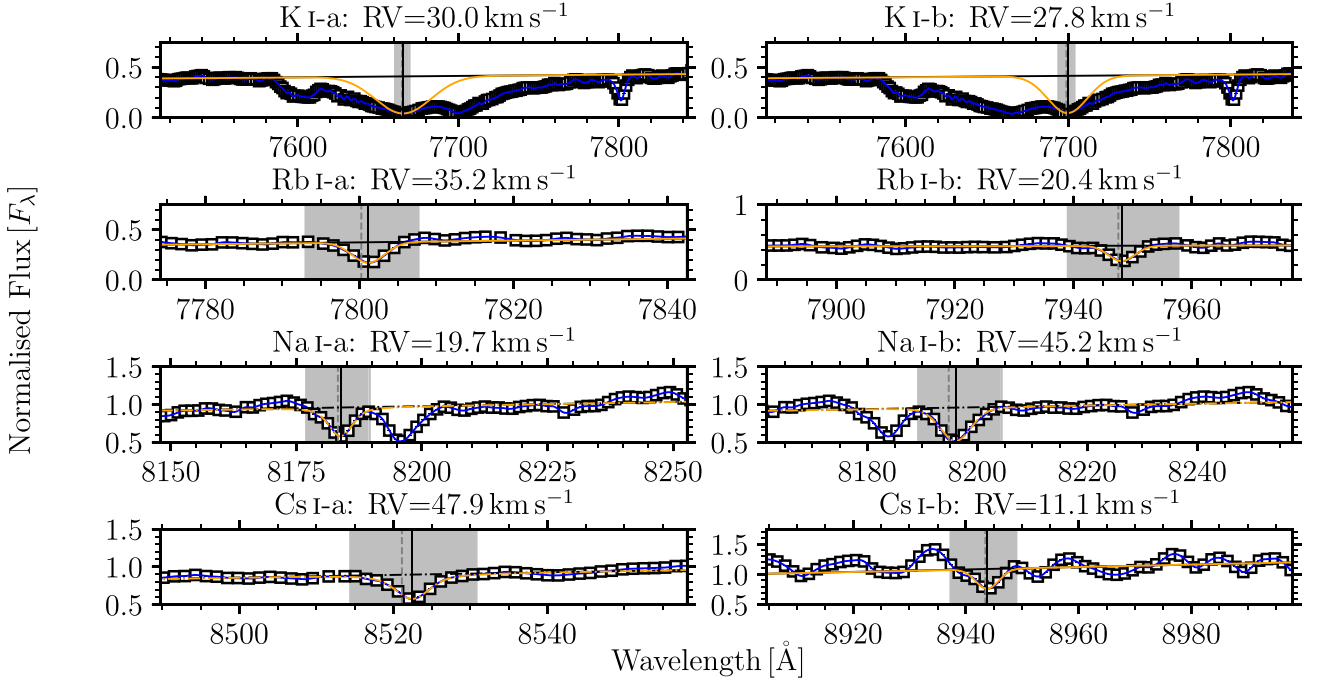 K I-a: RV=30.0 km s⁻¹ K I-b: RV=27.8 km s⁻¹
0.5
0.0
7600 7700 7800 7600 7700 7800
Rb I-a: RV=35.2 km s⁻¹ Rb I-b: RV=20.4 km s⁻¹
0.5 1
0.0 0
7780 7800 7820 7840 7900 7920 7940 7960
Na I-a: RV=19.7 km s⁻¹ Na I-b: RV=45.2 km s⁻¹
1.5
1.0
0.5
8150 8175 8200 8225 8250 8180 8200 8220 8240
Cs I-a: RV=47.9 km s⁻¹ Cs I-b: RV=11.1 km s⁻¹
1.5
1.0
0.5
8500 8520 8540 8920 8940 8960 8980
Normalised Flux [Fλ]
Wavelength [Å]